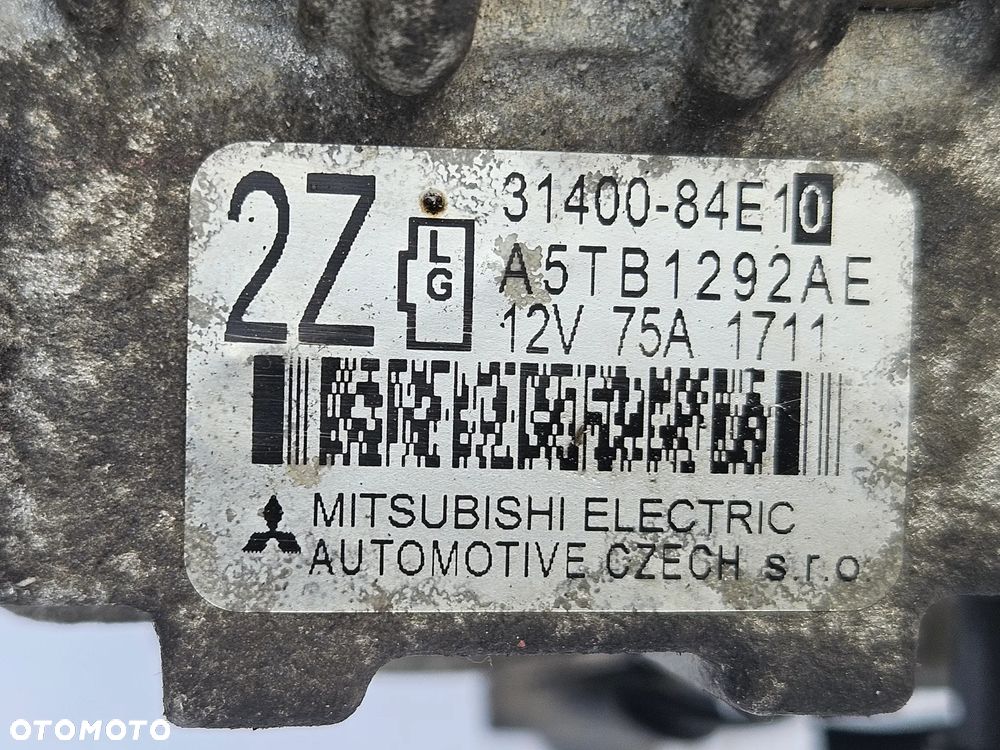 2Z
L
G
31400-84E10
A5TB1292AE
12V 75A 1711
MITSUBISHI ELECTRIC
AUTOMOTIVE CZECH s.r.o.
OTOMOTO